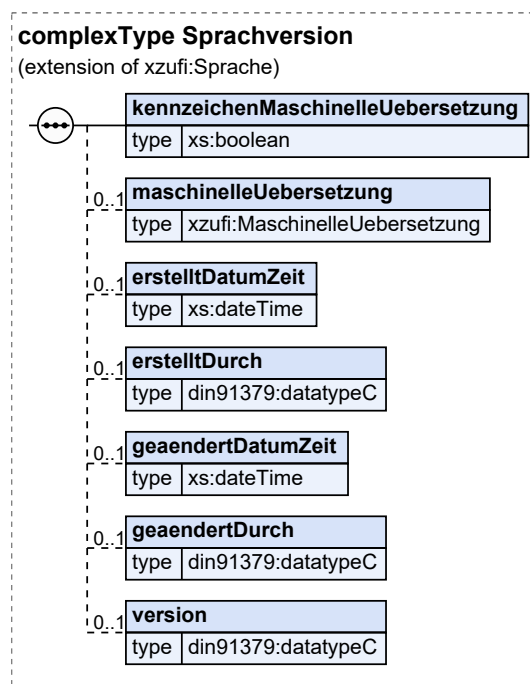 complexType Sprachversion
(extension of xzufi:Sprache)
kennzeichenMaschinelleUebersetzung
type xs:boolean
0..1 maschinelleUebersetzung
type xzufi:MaschinelleUebersetzung
0..1 erstelltDatumZeit
type xs:dateTime
0..1 erstelltDurch
type din91379:datatypeC
0..1 geaendertDatumZeit
type xs:dateTime
0..1 geaendertDurch
type din91379:datatypeC
0..1 version
type din91379:datatypeC